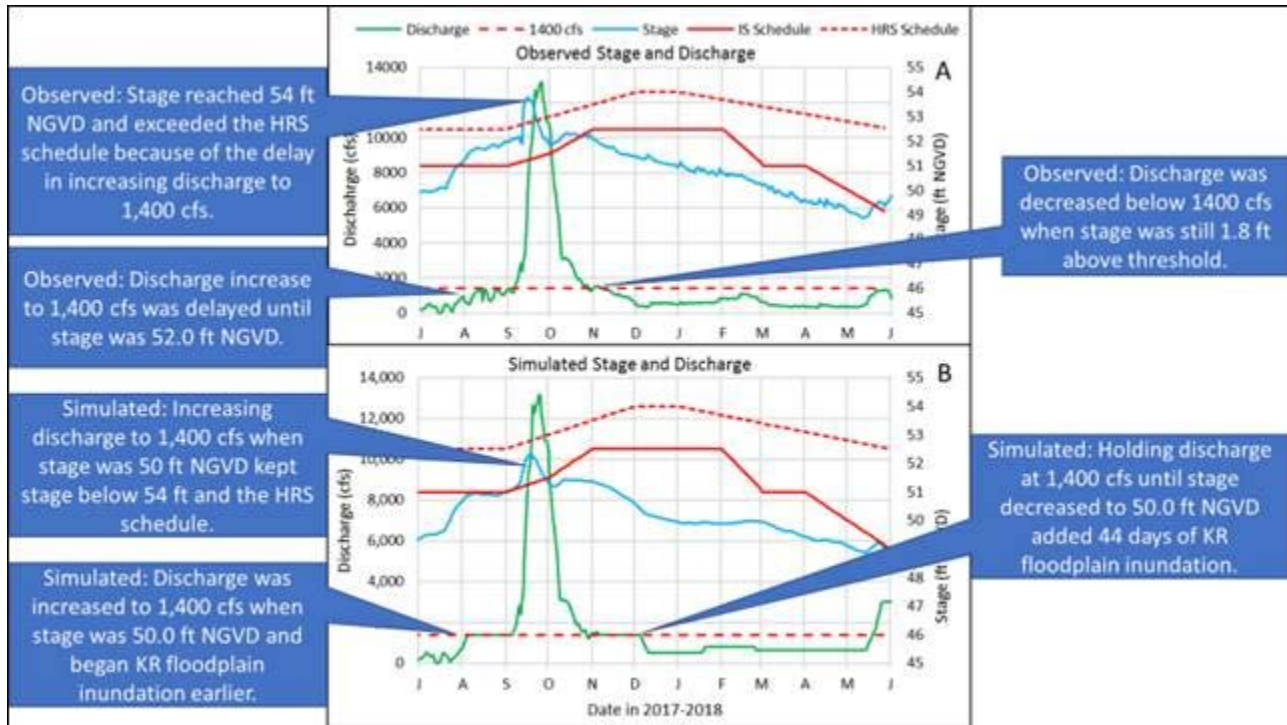 Discharge 1400 cfs Stage IS Schedule HRS Schedule
Observed Stage and Discharge
A
14000
12000
10000
8000
6000
4000
2000
0
Dischahrge (cfs)
55
54
53
52
51
50
49
48
47
46
45
Stage (ft NGVD)
J A S O N D J F M A M J
Observed: Stage reached 54 ft
NGVD and exceeded the HRS
schedule because of the delay
in increasing discharge to
1,400 cfs.
Observed: Discharge increase
to 1,400 cfs was delayed until
stage was 52.0 ft NGVD.
Observed: Discharge was
decreased below 1400 cfs
when stage was still 1.8 ft
above threshold.
Simulated Stage and Discharge
B
14,000
12,000
10,000
8,000
6,000
4,000
0
Discharge (cfs)
55
54
53
52
51
50
48
47
46
45
Stage (ft
J A S O N D J F M A M J
Date in 2017-2018
Simulated: Increasing
discharge to 1,400 cfs when
stage was 50 ft NGVD kept
stage below 54 ft and the HRS
schedule.
Simulated: Discharge was
increased to 1,400 cfs when
stage was 50.0 ft NGVD and
began KR floodplain
inundation earlier.
Simulated: Holding discharge
at 1,400 cfs until stage
decreased to 50.0 ft NGVD
added 44 days of KR
floodplain inundation.